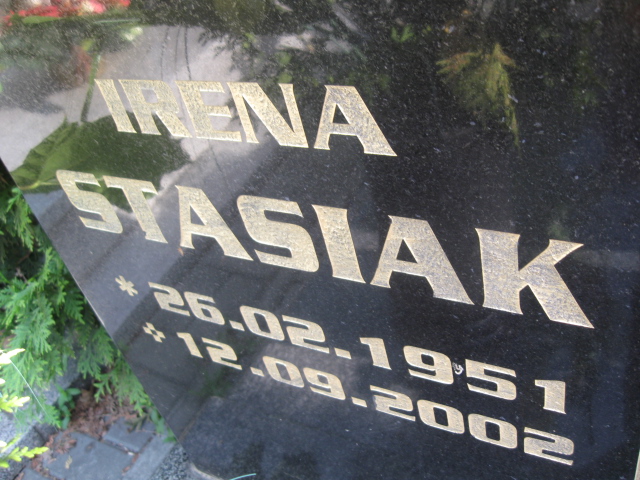 IRENA
STASIAK
* 26.02.1951
+ 12.09.2002